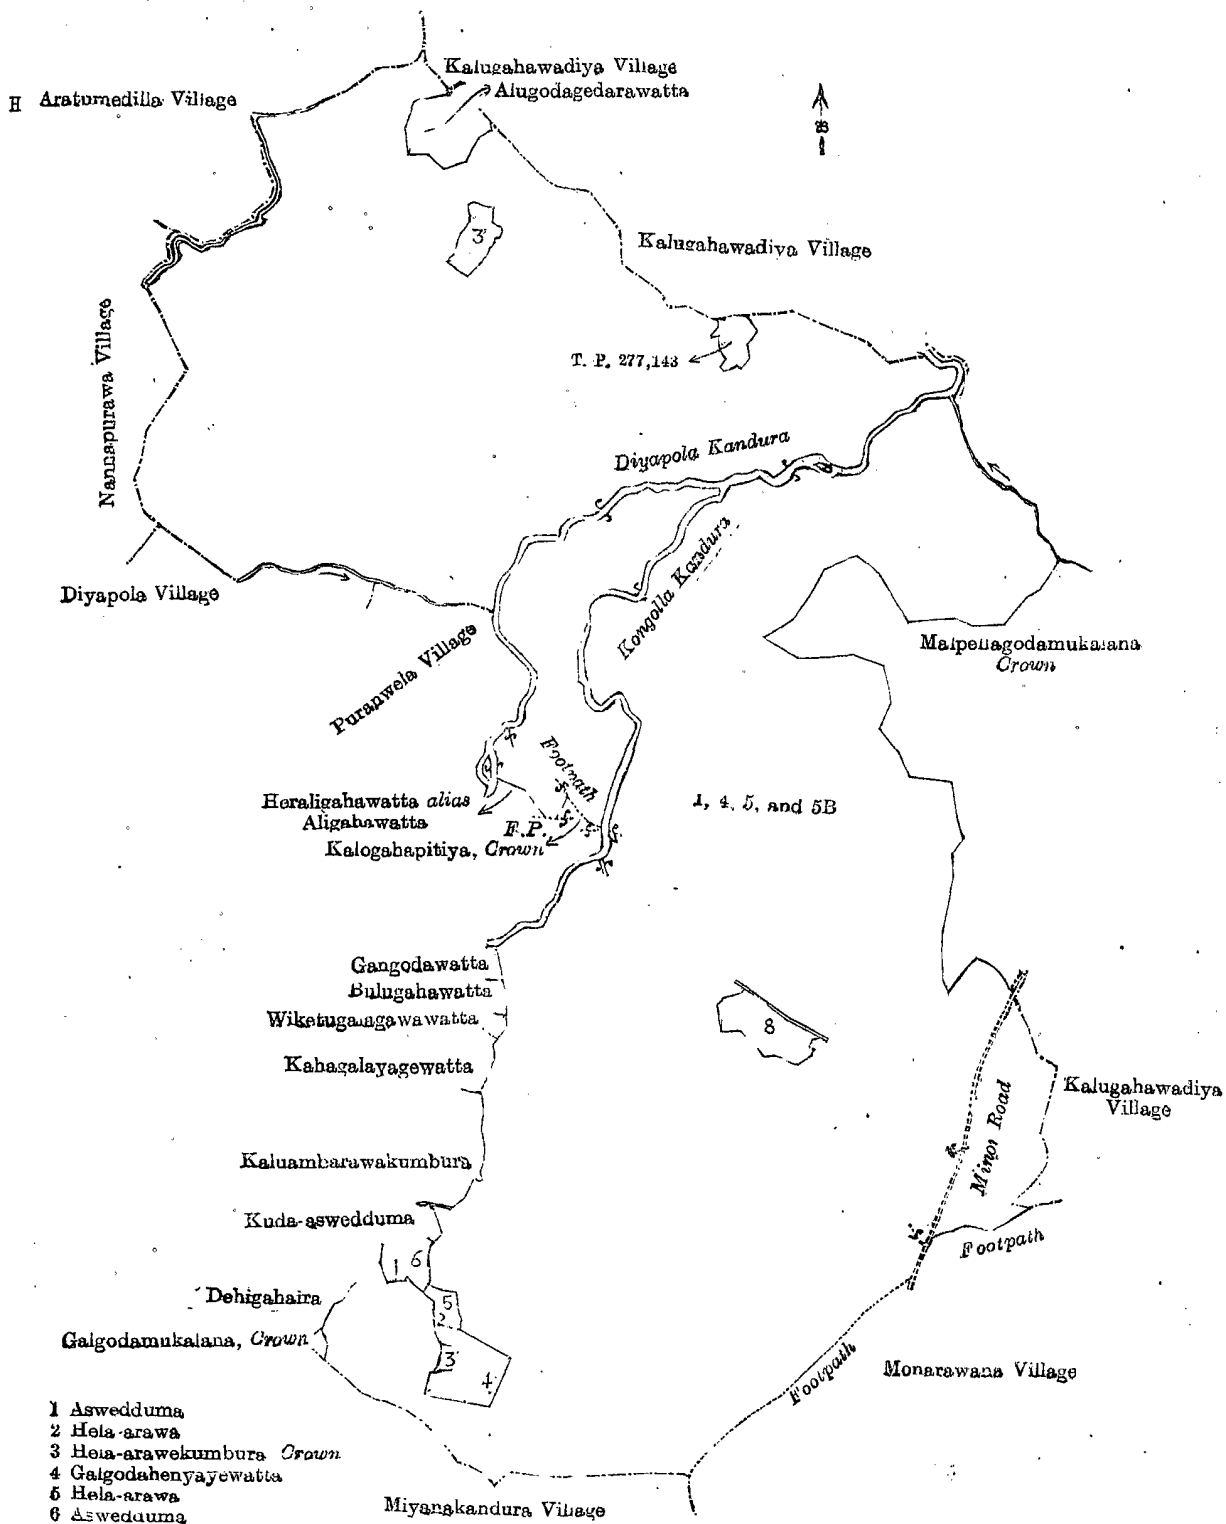 Kalugahawadiya Village
Alugodagedarawatta
H Aratumedilla Village
3
Kalugahawadiya Village
Nannapurawa Village
T. P. 277,143
Diyapola Kandura
Kongolla Kandura
Diyapola Village
Puranwela Village
Malpenagodamukalana
Crown
Footpath
Heraligahawatta alias
Aligahawatta
F.P.
Kalogahapitiya, Crown
1, 4, 5, and 5B
Gangodawatta
Bulugahawatta
Kahagalayagewatta
8
Minor Road
Kalugahawadiya
Village
Kaluambarawakumbura
Kuda-aswedduma
1 6
Footpath
Dehigahaira
5
2
Galgodamukalana, Crown
3
4
Footpath
Monarawana Village
1 Aswedduma
2 Hela-arawa
3 Hela-arawekumbura Crown
4 Galgodahenyayewatta
5 Hela-arawa
6 Aswedduma
Miyanakandura Village